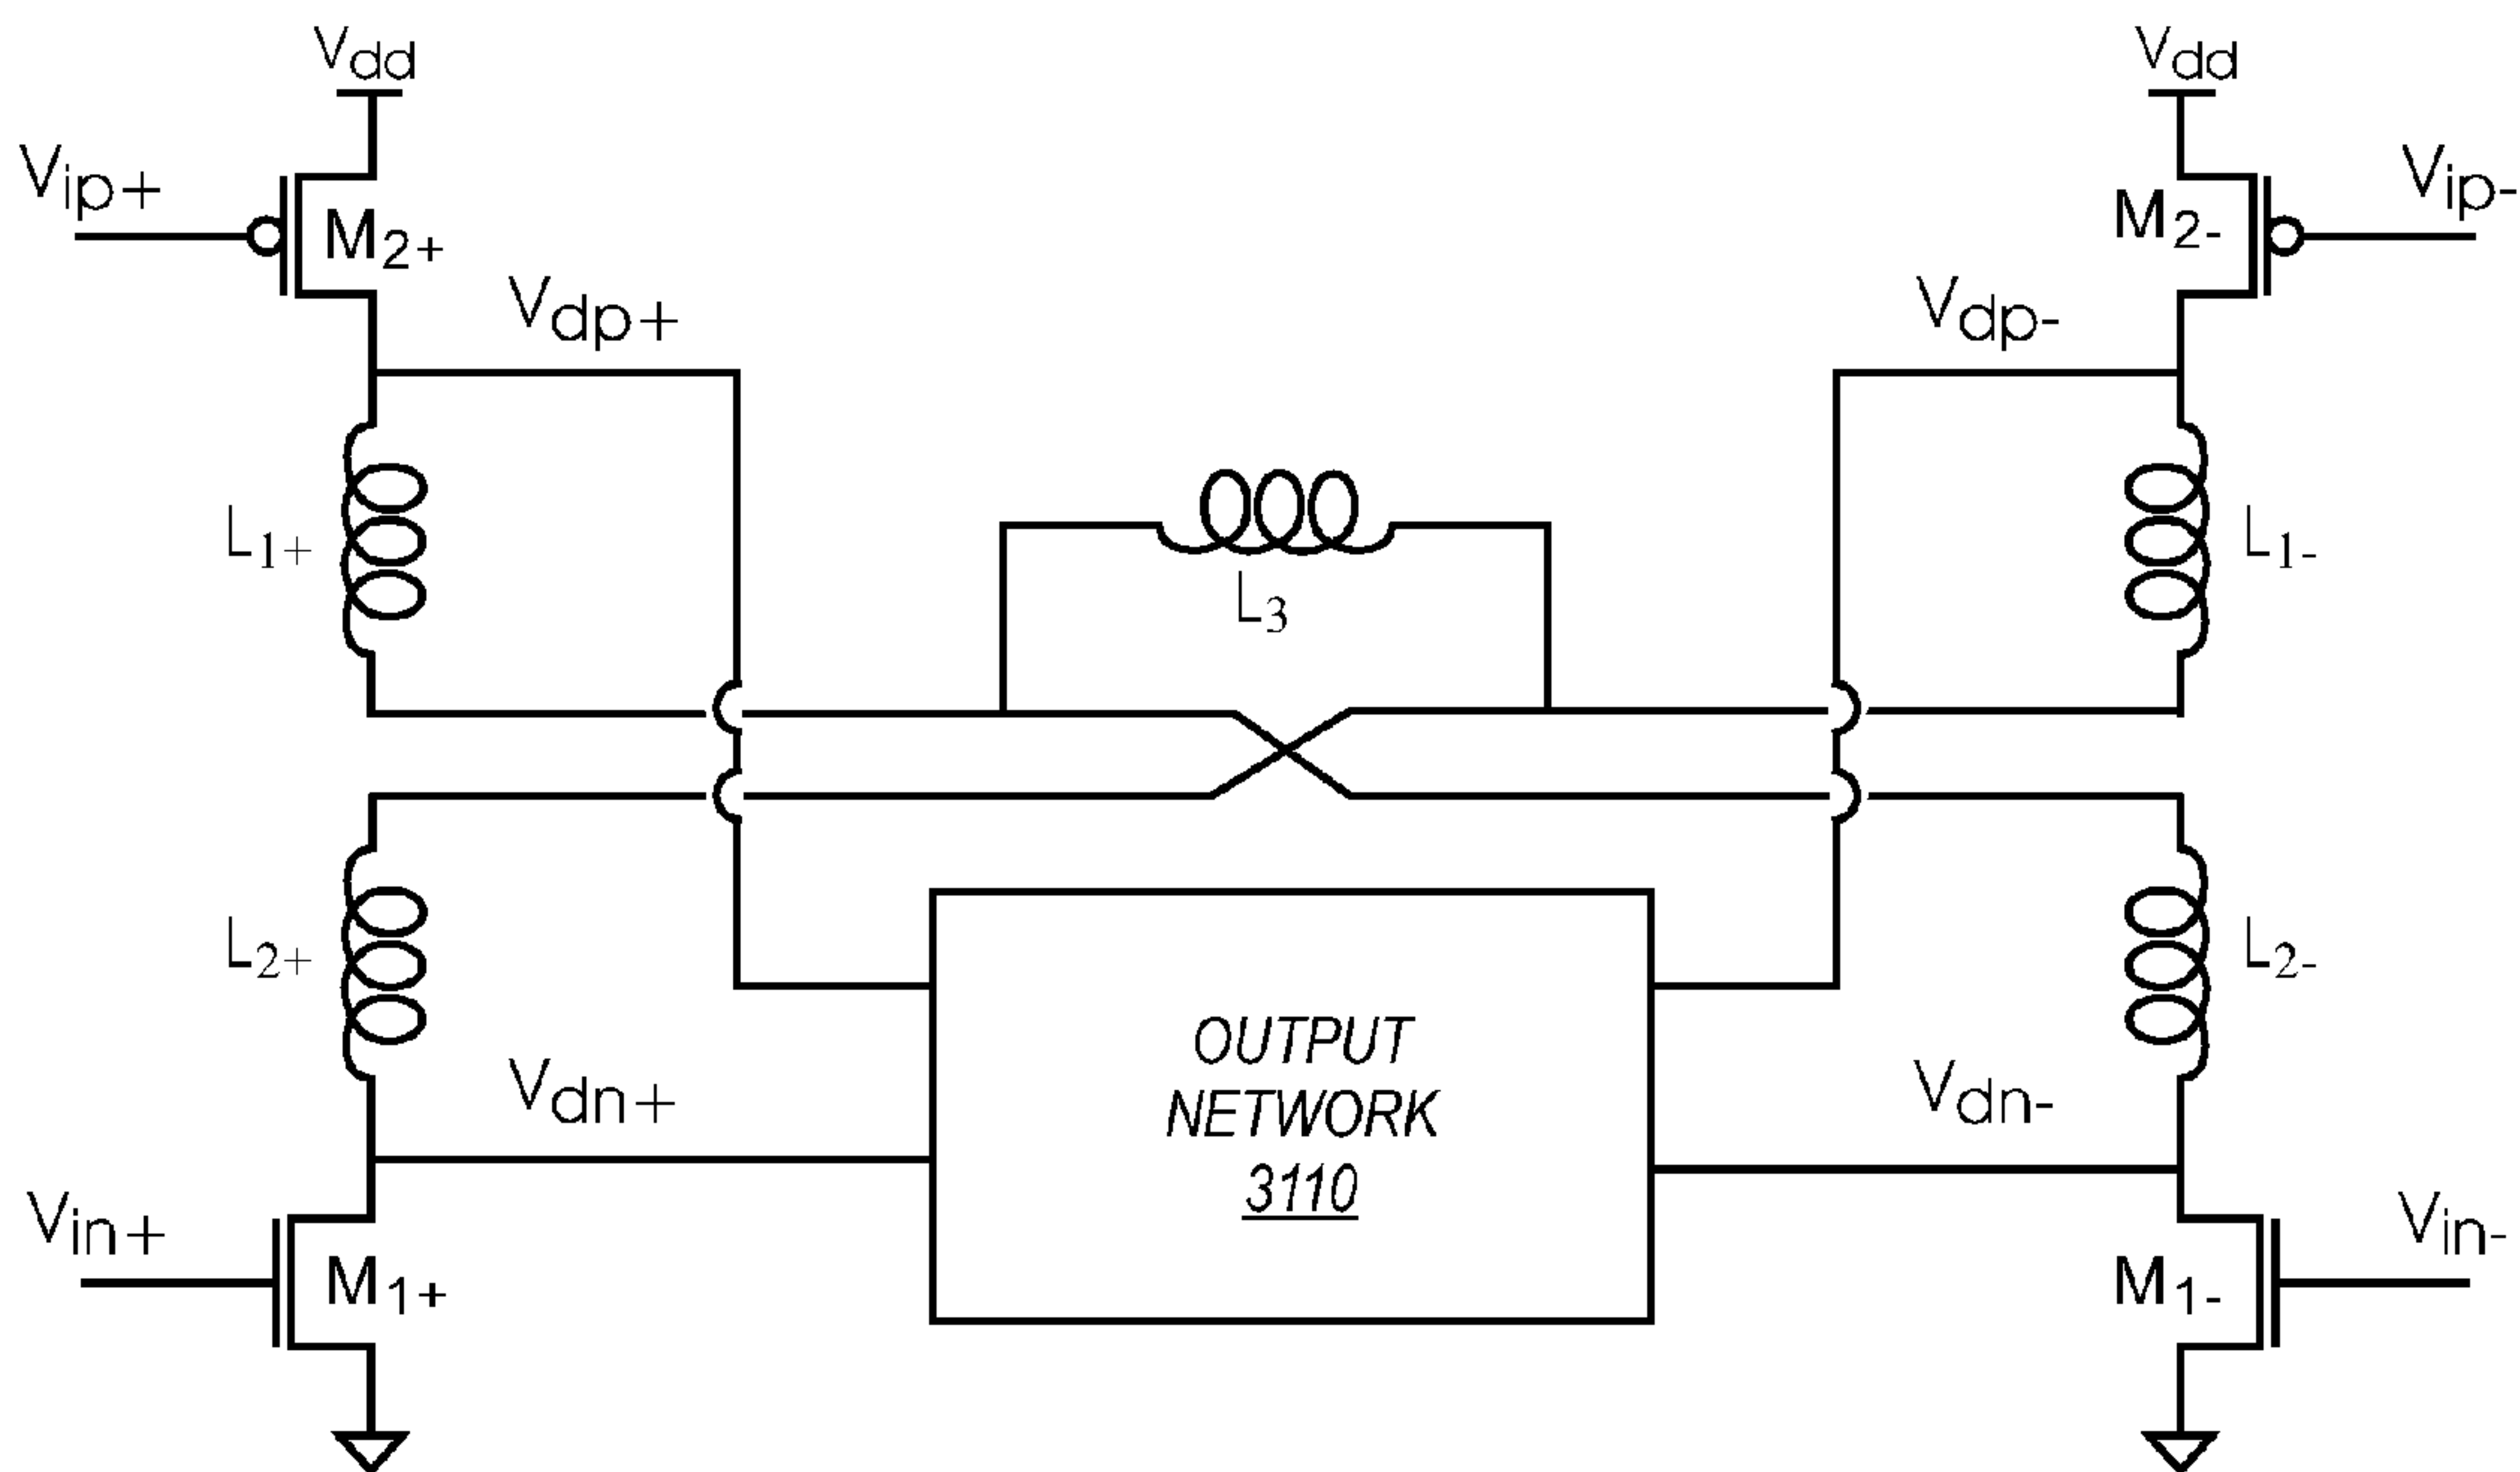 Vdd
Vdd
Vip+
Vip-
M2+
M2-
Vdp+
Vdp-
L1+
L1-
L3
L2+
L2-
OUTPUT
NETWORK
3110
Vdn+
Vdn-
Vin+
Vin-
M1+
M1-